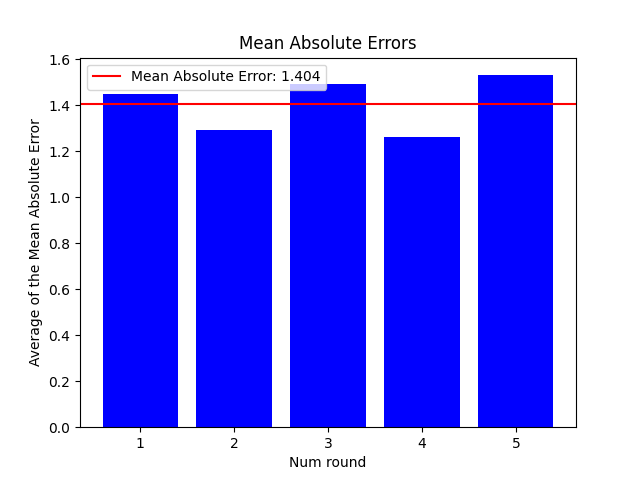 Mean Absolute Errors
Mean Absolute Error: 1.404
Average of the Mean Absolute Error
1.6
1.4
1.2
1.0
0.8
0.6
0.4
0.2
0.0
1 2 3 4 5
Num round